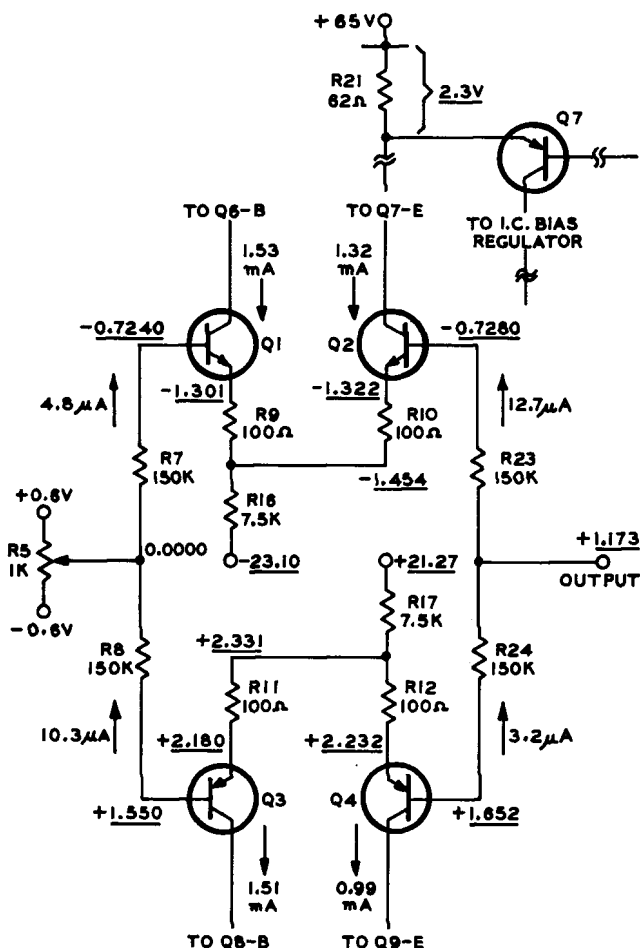 +65V
R21
62Ω
2.3V
Q7
TO Q6-B
TO Q7-E
TO I.C. BIAS
REGULATOR
1.53
mA
1.32
mA
-0.7240
Q1
Q2
-0.7280
4.8µA
-1.301
-1.322
12.7µA
R9
100Ω
R10
100Ω
R7
150K
R23
150K
-1.454
R16
7.5K
+0.6V
R5
1K
0.0000
-23.10
+21.27
+1.173
OUTPUT
-0.6V
R17
7.5K
R8
150K
+2.331
R24
150K
R11
100Ω
R12
100Ω
10.3µA
+2.180
+2.232
3.2µA
+1.550
Q3
Q4
+1.652
1.51
mA
0.99
mA
TO Q8-B
TO Q9-E